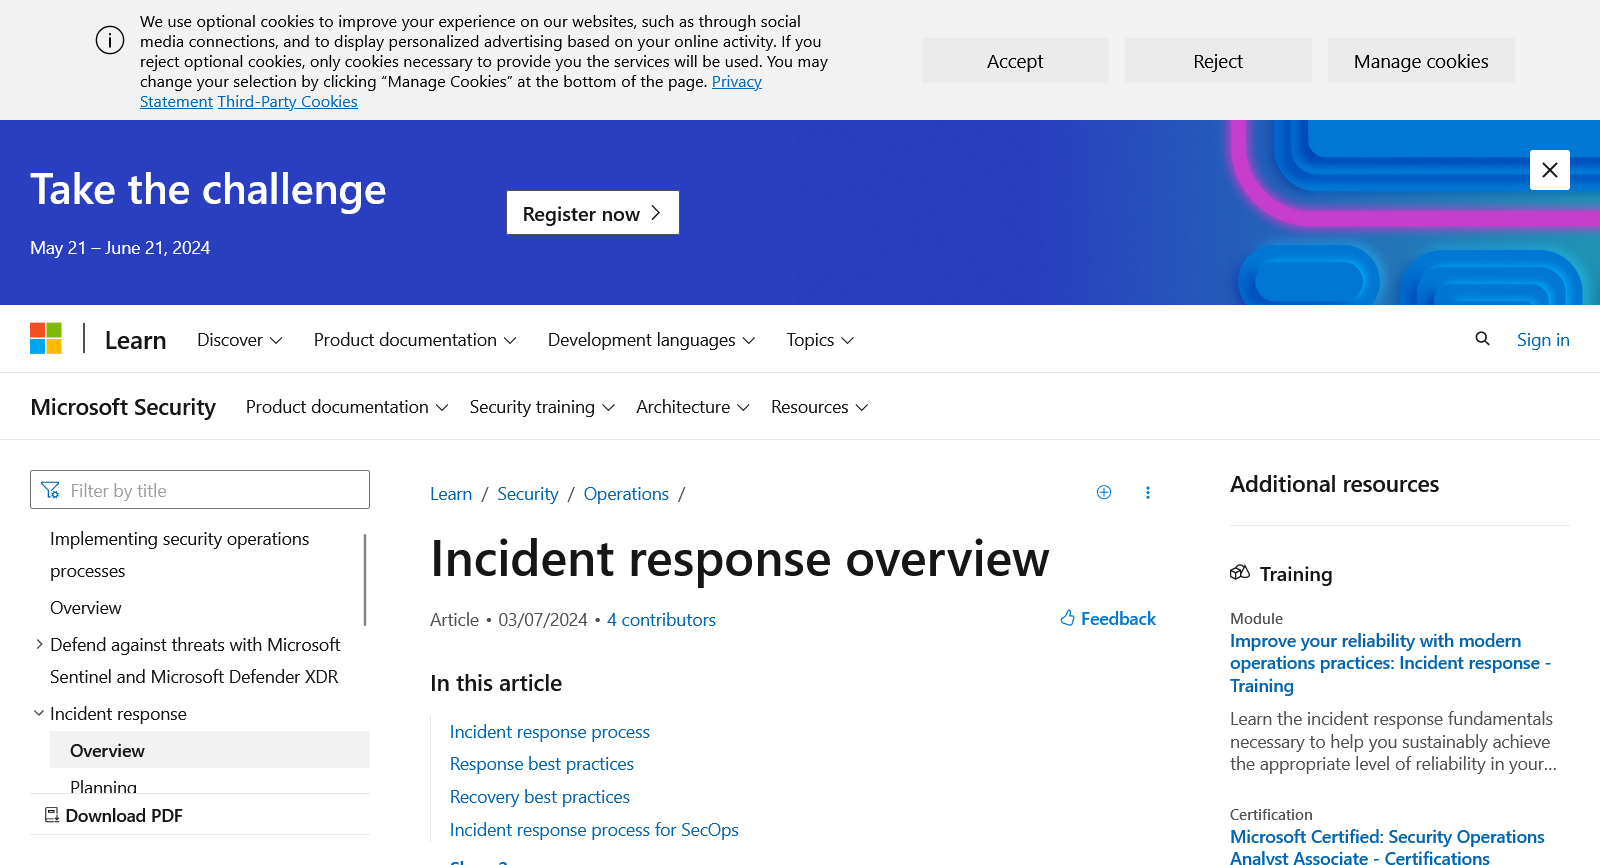 We use optional cookies to improve your experience on our websites, such as through social
media connections, and to display personalized advertising based on your online activity. If you
reject optional cookies, only cookies necessary to provide you the services will be used. You may
change your selection by clicking “Manage Cookies” at the bottom of the page. Privacy
Statement Third-Party Cookies
Accept
Reject
Manage cookies
Take the challenge
May 21 – June 21, 2024
Register now
Learn
Discover
Product documentation
Development languages
Topics
Sign in
Microsoft Security
Product documentation
Security training
Architecture
Resources
Filter by title
Implementing security operations
processes
Overview
Defend against threats with Microsoft
Sentinel and Microsoft Defender XDR
Incident response
Overview
Planning
Download PDF
Learn / Security / Operations /
Incident response overview
Article • 03/07/2024 • 4 contributors
Feedback
In this article
Incident response process
Response best practices
Recovery best practices
Incident response process for SecOps
Additional resources
Training
Module
Improve your reliability with modern
operations practices: Incident response -
Training
Learn the incident response fundamentals
necessary to help you sustainably achieve
the appropriate level of reliability in your...
Certification
Microsoft Certified: Security Operations
Analyst Associate - Certifications